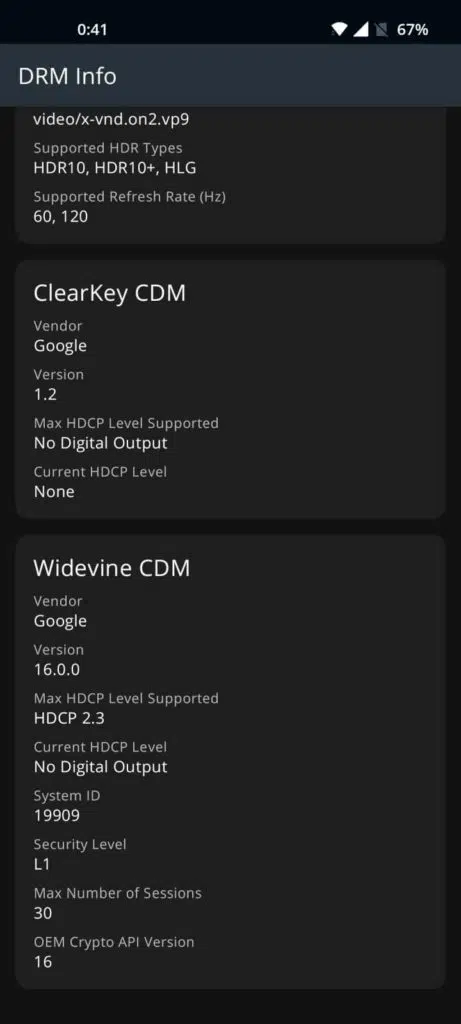 0:41
67%
DRM Info
video/x-vnd.on2.vp9
Supported HDR Types
HDR10, HDR10+, HLG
Supported Refresh Rate (Hz)
60, 120
ClearKey CDM
Vendor
Google
Version
1.2
Max HDCP Level Supported
No Digital Output
Current HDCP Level
None
Widevine CDM
Vendor
Google
Version
16.0.0
Max HDCP Level Supported
HDCP 2.3
Current HDCP Level
No Digital Output
System ID
19909
Security Level
L1
Max Number of Sessions
30
OEM Crypto API Version
16